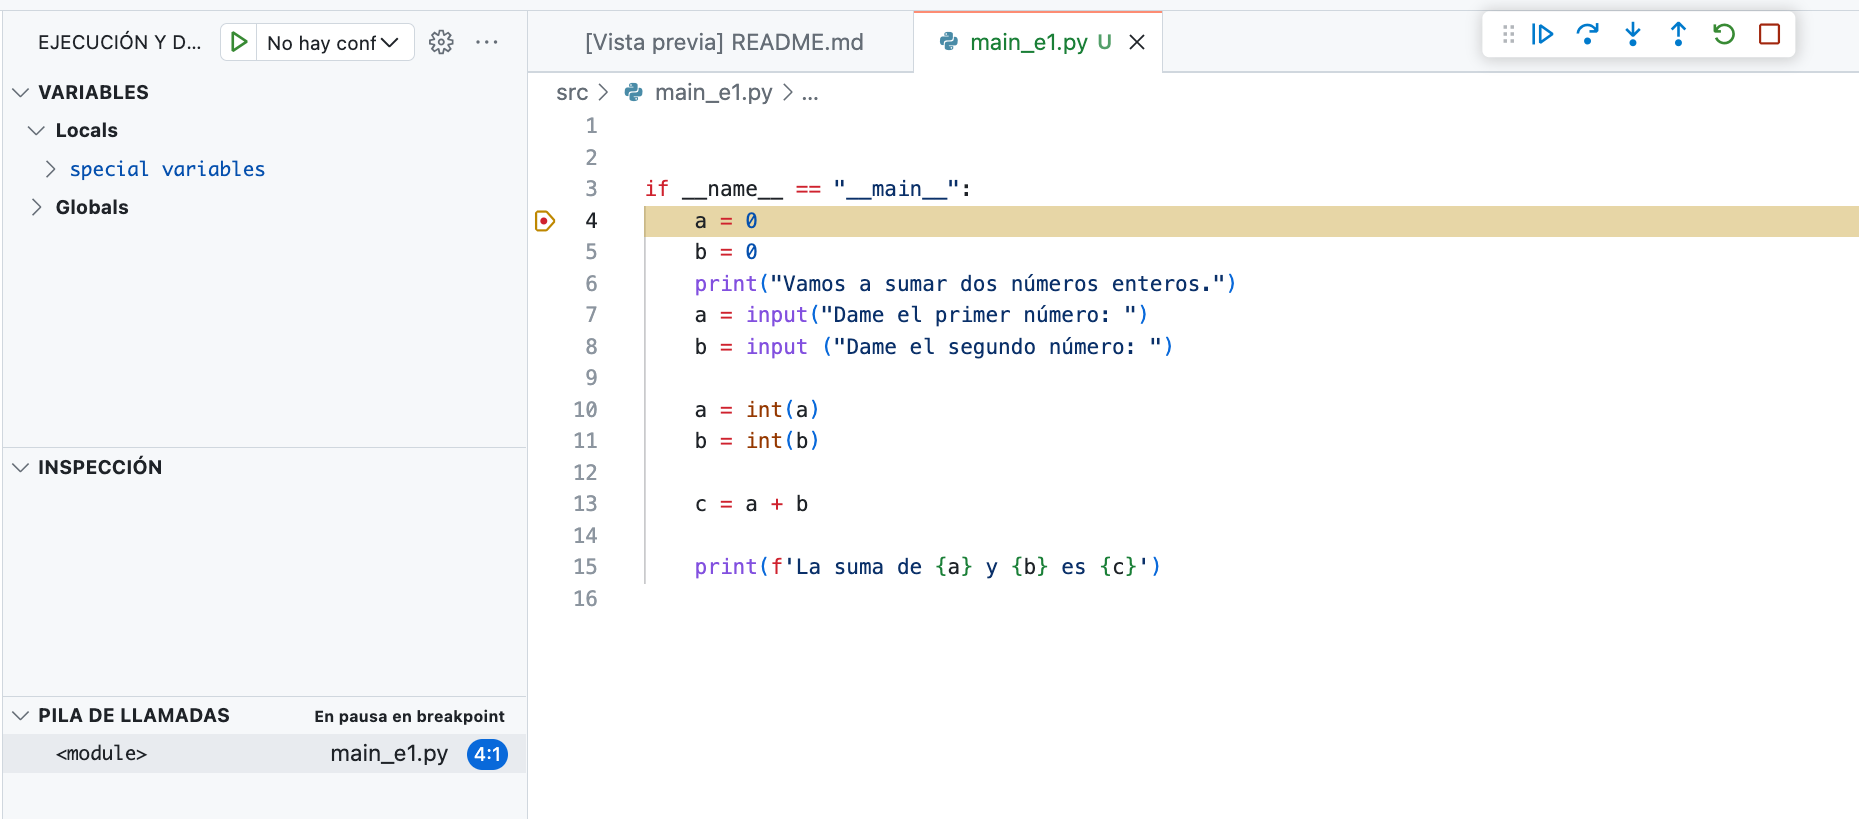 EJECUCIÓN Y D...
No hay conf
VARIABLES
Locals
special variables
Globals
INSPECCIÓN
PILA DE LLAMADAS
En pausa en breakpoint
<module>
main_e1.py
4:1
[Vista previa] README.md
main_e1.py U
src > main_e1.py > ...
1
2
3 if __name__ == "__main__":
4 a = 0
5 b = 0
6 print("Vamos a sumar dos números enteros.")
7 a = input("Dame el primer número: ")
8 b = input ("Dame el segundo número: ")
9
10 a = int(a)
11 b = int(b)
12
13 c = a + b
14
15 print(f'La suma de {a} y {b} es {c}')
16